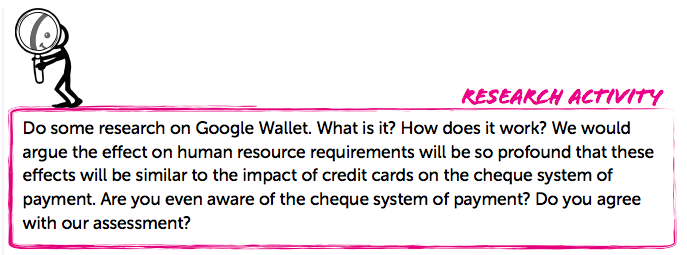 RESEARCH ACTIVITY
Do some research on Google Wallet. What is it? How does it work? We would
argue the effect on human resource requirements will be so profound that these
effects will be similar to the impact of credit cards on the cheque system of
payment. Are you even aware of the cheque system of payment? Do you agree
with our assessment?